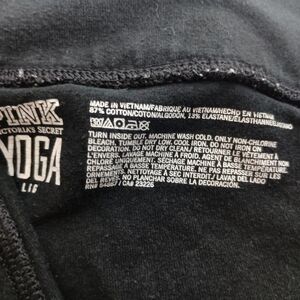 PINK
VICTORIA'S SECRET
YOGA
L/G
MADE IN VIETNAM/FABRIQUE AU VIETNAM/HECHO EN VIETNAM
87% COTTON/COTON/ALGODÓN, 13% ELASTANE/ELASTHANNE/
TURN INSIDE OUT. MACHINE WASH COLD. ONLY NON-CHLORINE
BLEACH. TUMBLE DRY LOW. COOL IRON. DO NOT IRON ON
DECORATION. DO NOT DRY CLEAN./ RETOURNER LE VÊTEMENT À
L'ENVERS. LAVAGE MACHINE À FROID. AGENT DE BLANCHIMENT NON
CHLORÉ UNIQUEMENT. SÉCHAGE MACHINE À BASSE TEMPÉRATURE.
REPASSAGE À BASSE TEMPÉRATURE. NE PAS REPASSER SUR LES
ORNEMENTS. NETTOYAGE À SEC INTERDIT./ LAVAR DEL LADO
DEL REVÉS. NO PLANCHAR SOBRE LA DECORACIÓN.
RN# 54867 / CA# 23226